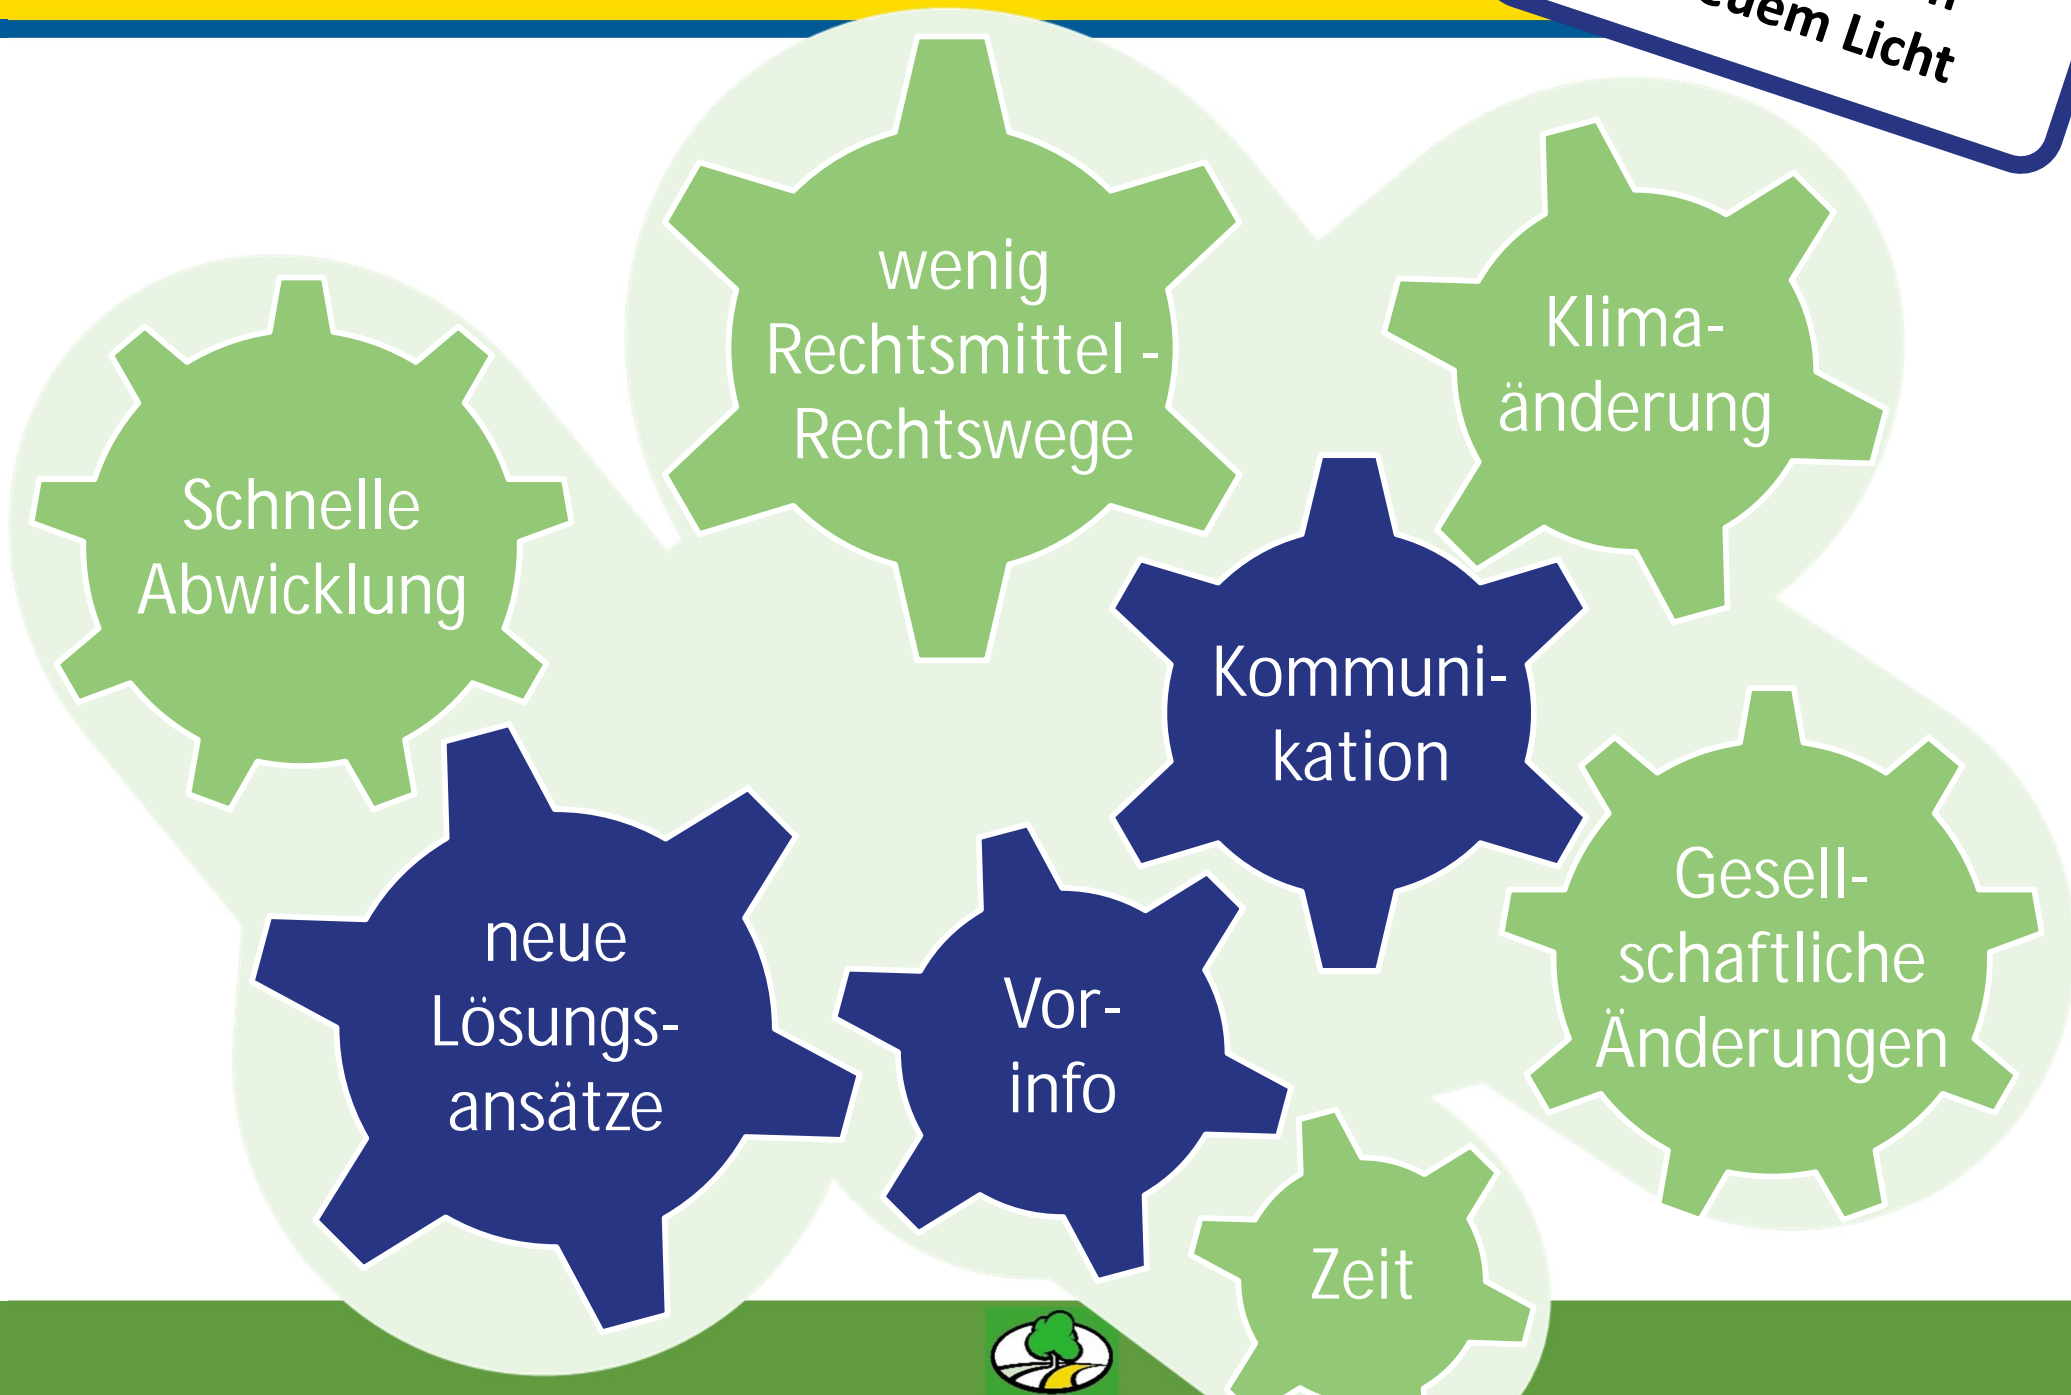 Licht
wenig
Rechtsmittel -
Rechtswege
Klima-
änderung
Schnelle
Abwicklung
Kommuni-
kation
neue
Lösungs-
ansätze
Vor-
info
Gesell-
schaftliche
Änderungen
Zeit